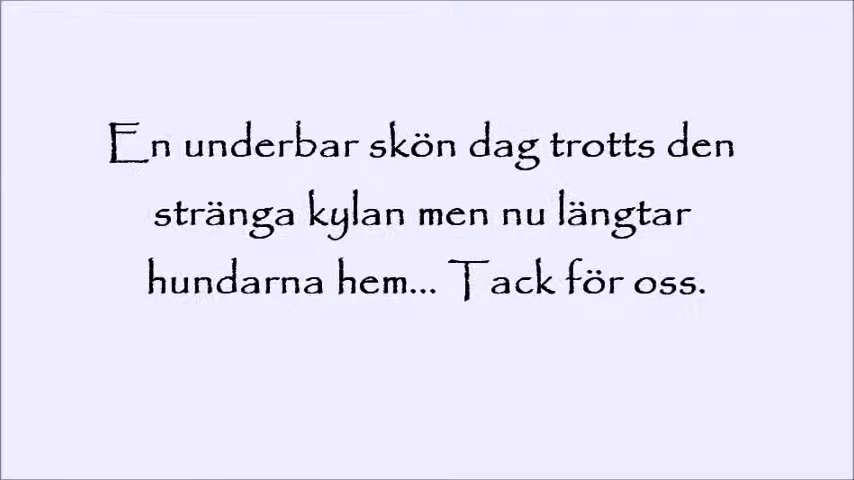 En underbar skön dag trotts den
stränga kylan men nu längtar
hundarna hem... Tack för oss.